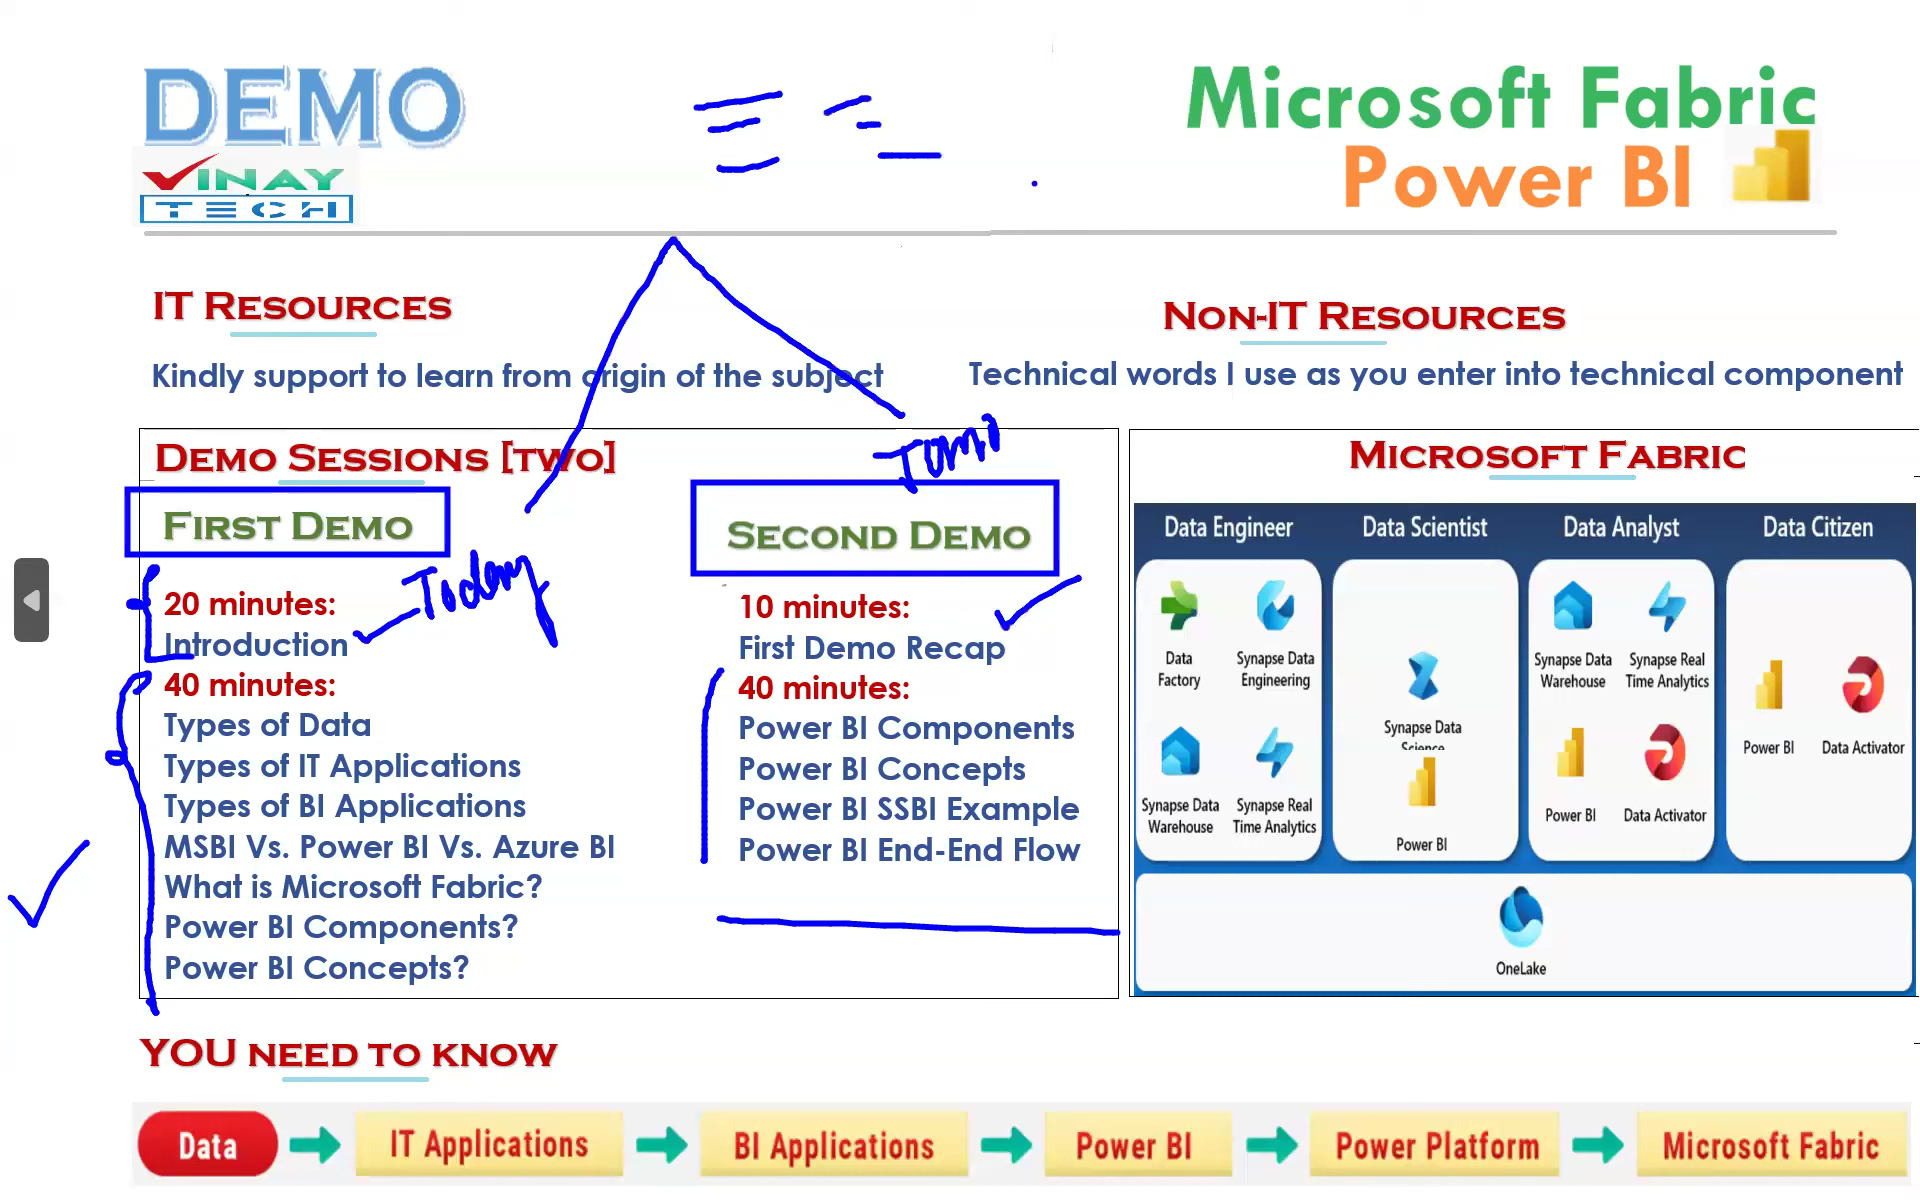 DEMO
VINAY
TECH
Microsoft Fabric
Power BI
IT Resources
Kindly support to learn from origin of the subject
Non-IT Resources
Technical words I use as you enter into technical component
Demo Sessions [two]
First Demo
Today
20 minutes:
Introduction
40 minutes:
Types of Data
Types of IT Applications
Types of BI Applications
MSBI Vs. Power BI Vs. Azure BI
What is Microsoft Fabric?
Power BI Components?
Power BI Concepts?
Second Demo
10 minutes:
First Demo Recap
40 minutes:
Power BI Components
Power BI Concepts
Power BI SSBI Example
Power BI End-End Flow
Microsoft Fabric
Data Engineer
Data Factory
Synapse Data Engineering
Synapse Data Warehouse
Synapse Real Time Analytics
Data Scientist
Synapse Data Science
Power BI
Data Analyst
Synapse Data Warehouse
Synapse Real Time Analytics
Power BI
Data Activator
Data Citizen
Power BI
Data Activator
OneLake
YOU need to know
Data
IT Applications
BI Applications
Power BI
Power Platform
Microsoft Fabric